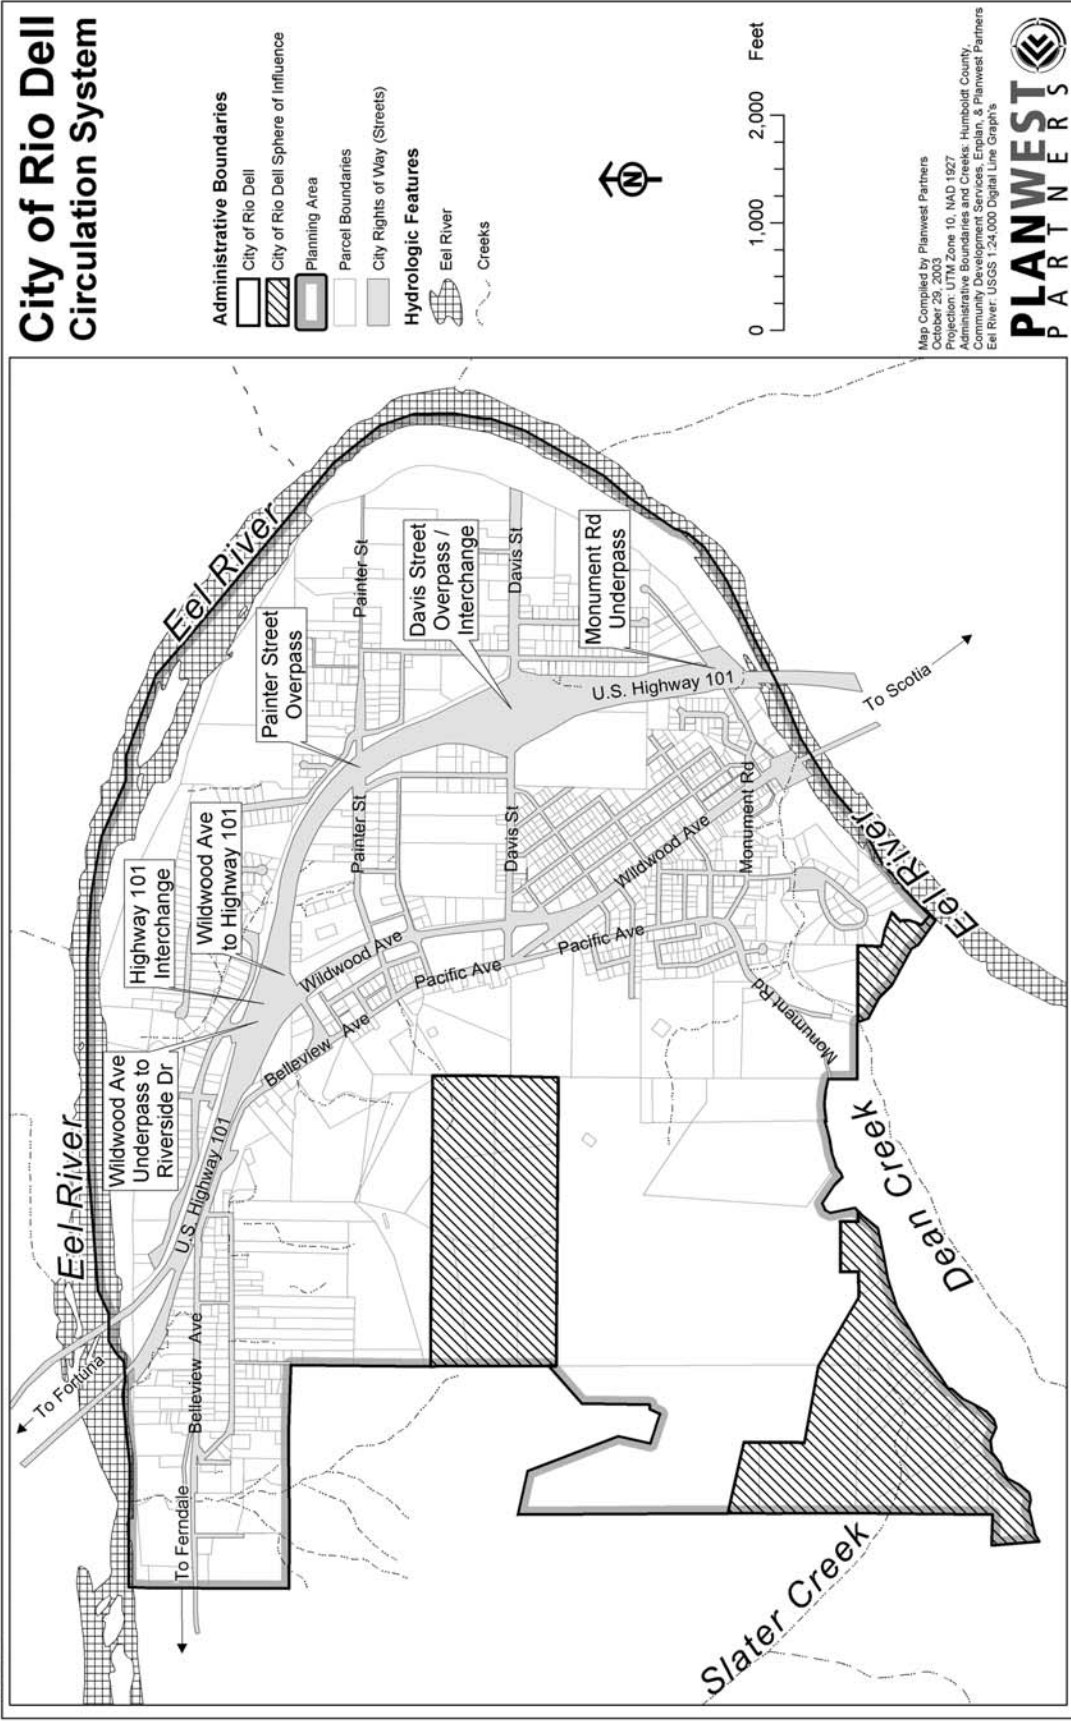 City of Rio Dell
Circulation System
Administrative Boundaries
City of Rio Dell
City of Rio Dell Sphere of Influence
Planning Area
Parcel Boundaries
City Rights of Way (Streets)
Hydrologic Features
Eel River
Creeks
N
0
1,000
2,000
Feet
Map Compiled by Planwest Partners
October 29, 2003
Projection: UTM Zone 10, NAD 1927
Administrative Boundaries and Creeks: Humboldt County,
Community Development Services, Enplan, & Planwest Partners
Eel River: USGS 1:24,000 Digital Line Graph's
PLANWEST
PARTNERS
Eel River
Eel River
Eel River
To Fortuna
To Ferndale
To Scotia
Wildwood Ave
Underpass to
Riverside Dr
Highway 101
Interchange
Wildwood Ave
to Highway 101
Painter Street
Overpass
Davis Street
Overpass /
Interchange
Monument Rd
Underpass
U.S. Highway 101
U.S. Highway 101
Belleview Ave
Belleview Ave
Wildwood Ave
Wildwood Ave
Pacific Ave
Pacific Ave
Painter St
Painter St
Davis St
Davis St
Monument Rd
Monument Rd
Dean Creek
Slater Creek